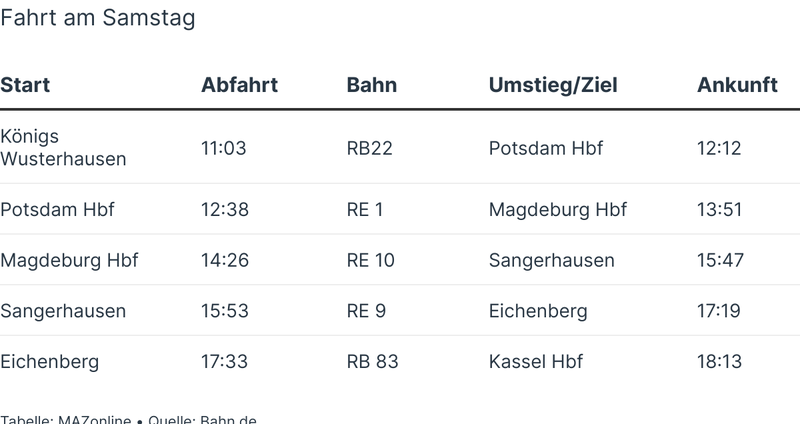 Fahrt am Samstag
Start Abfahrt Bahn Umstieg/Ziel Ankunft
Königs
Wusterhausen 11:03 RB22 Potsdam Hbf 12:12
Potsdam Hbf 12:38 RE 1 Magdeburg Hbf 13:51
Magdeburg Hbf 14:26 RE 10 Sangerhausen 15:47
Sangerhausen 15:53 RE 9 Eichenberg 17:19
Eichenberg 17:33 RB 83 Kassel Hbf 18:13
Tabelle: MAZonline • Quelle: Bahn.de